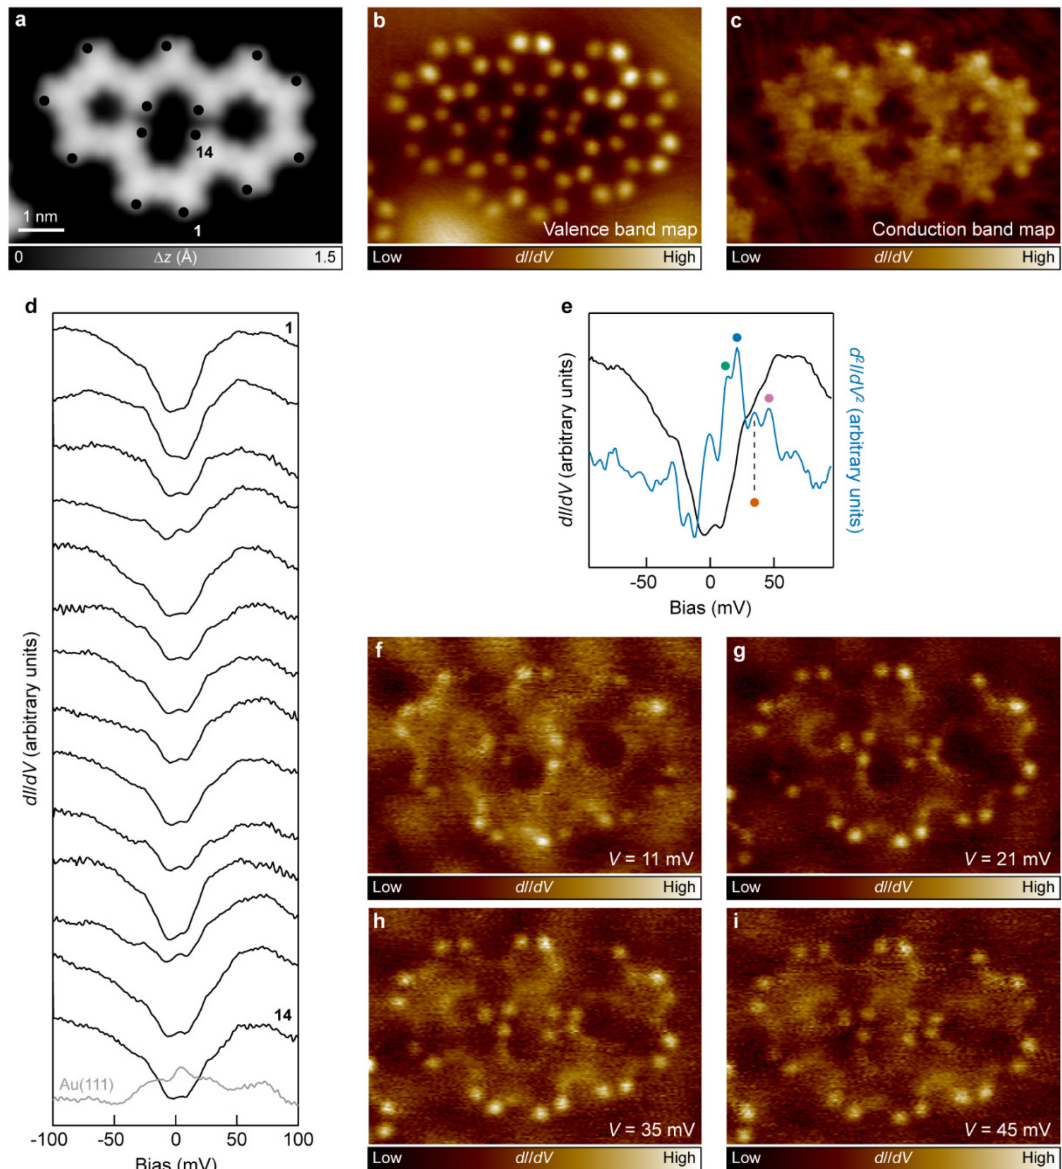 a
14
1 nm
1
0 Δz (Å) 1.5
b
Valence band map
Low dI/dV High
c
Conduction band map
Low dI/dV High
d
1
14
Au(111)
dI/dV (arbitrary units)
-100 -50 0 50 100
Bias (mV)
e
dI/dV (arbitrary units)
d²I/dV² (arbitrary units)
-50 0 50
Bias (mV)
f
V = 11 mV
Low dI/dV High
g
V = 21 mV
Low dI/dV High
h
V = 35 mV
Low dI/dV High
i
V = 45 mV
Low dI/dV High